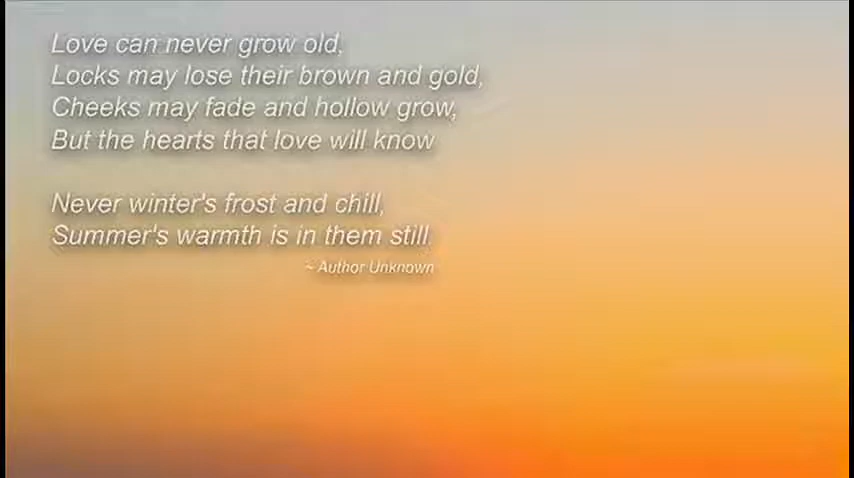 Love can never grow old,
Locks may lose their brown and gold,
Cheeks may fade and hollow grow,
But the hearts that love will know
Never winter's frost and chill,
Summer's warmth is in them still
~ Author Unknown